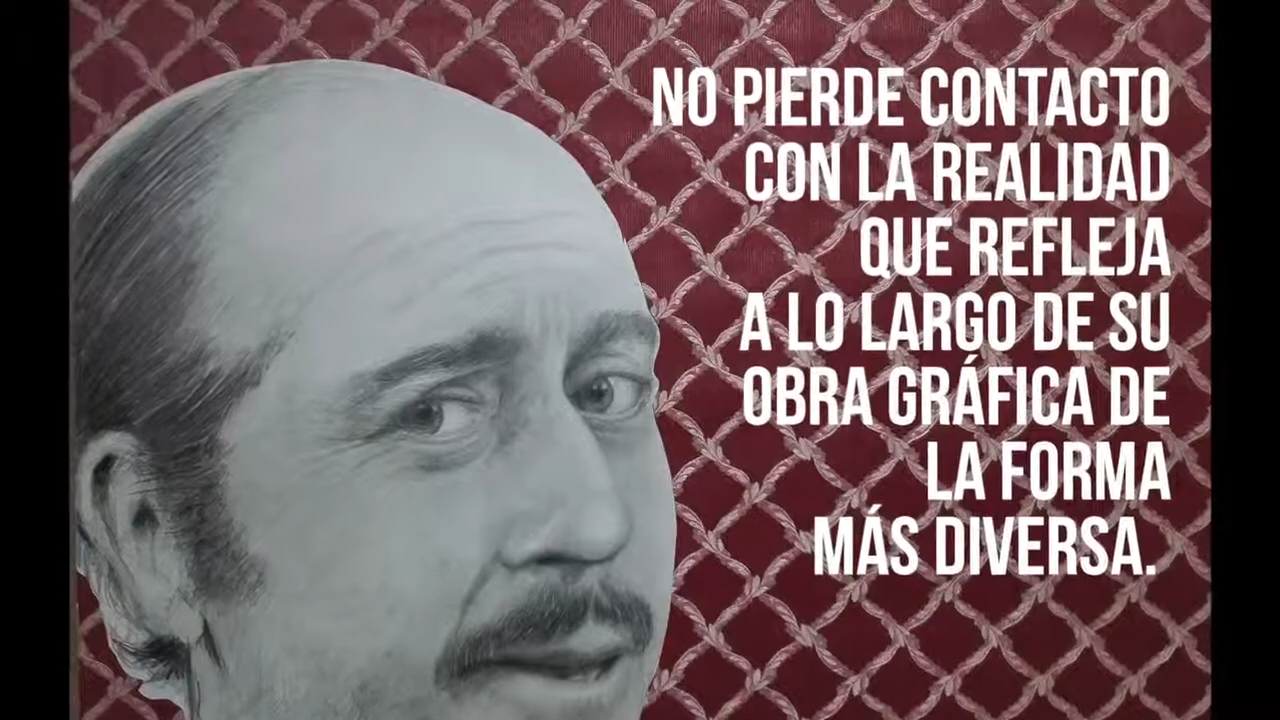 NO PIERDE CONTACTO
CON LA REALIDAD
QUE REFLEJA
A LO LARGO DE SU
OBRA GRÁFICA DE
LA FORMA
MÁS DIVERSA.